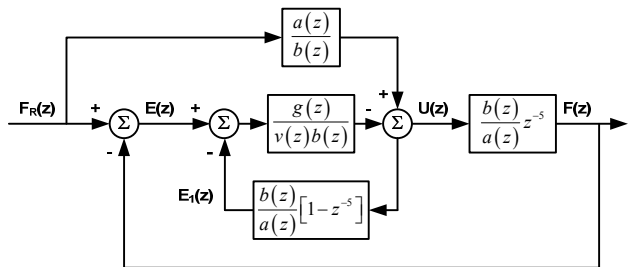 a(z)
b(z)
F_R(z) + Σ E(z) + Σ g(z) - + Σ U(z) b(z) z^{-5} F(z)
v(z)b(z) a(z)
- -
E_1(z) b(z) [1 − z^{-5}]
a(z)